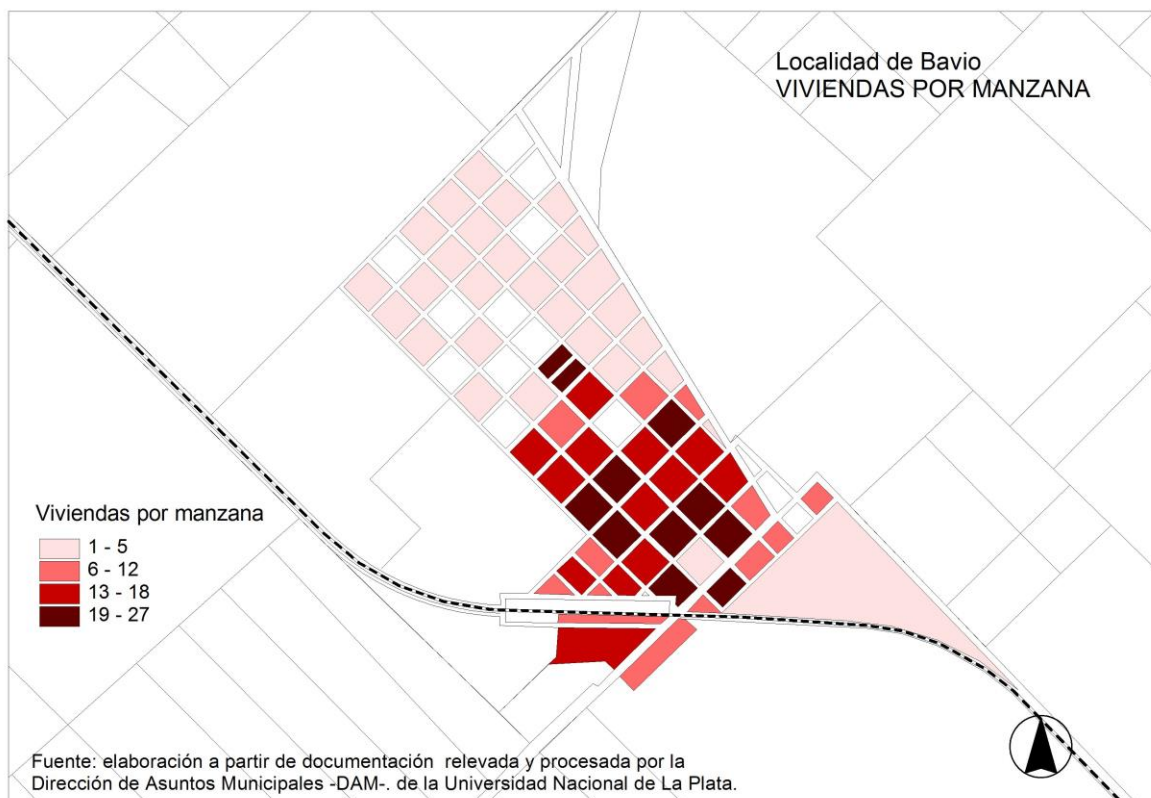 Localidad de Bavio
VIVIENDAS POR MANZANA
Viviendas por manzana
1 - 5
6 - 12
13 - 18
19 - 27
Fuente: elaboración a partir de documentación relevada y procesada por la
Dirección de Asuntos Municipales -DAM-. de la Universidad Nacional de La Plata.